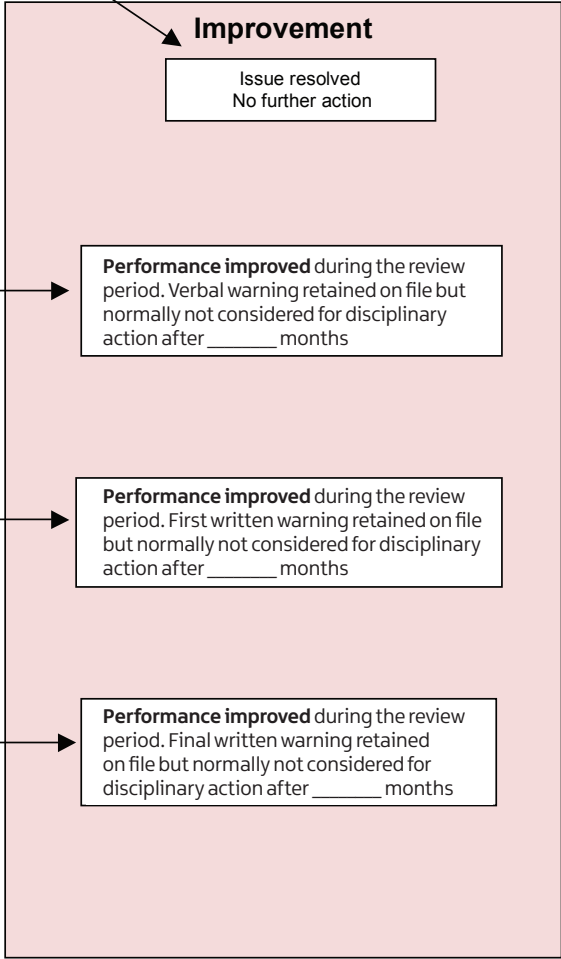 Improvement
Issue resolved
No further action
Performance improved during the review
period. Verbal warning retained on file but
normally not considered for disciplinary
action after _______ months
Performance improved during the review
period. First written warning retained on file
but normally not considered for disciplinary
action after _______ months
Performance improved during the review
period. Final written warning retained
on file but normally not considered for
disciplinary action after _______ months